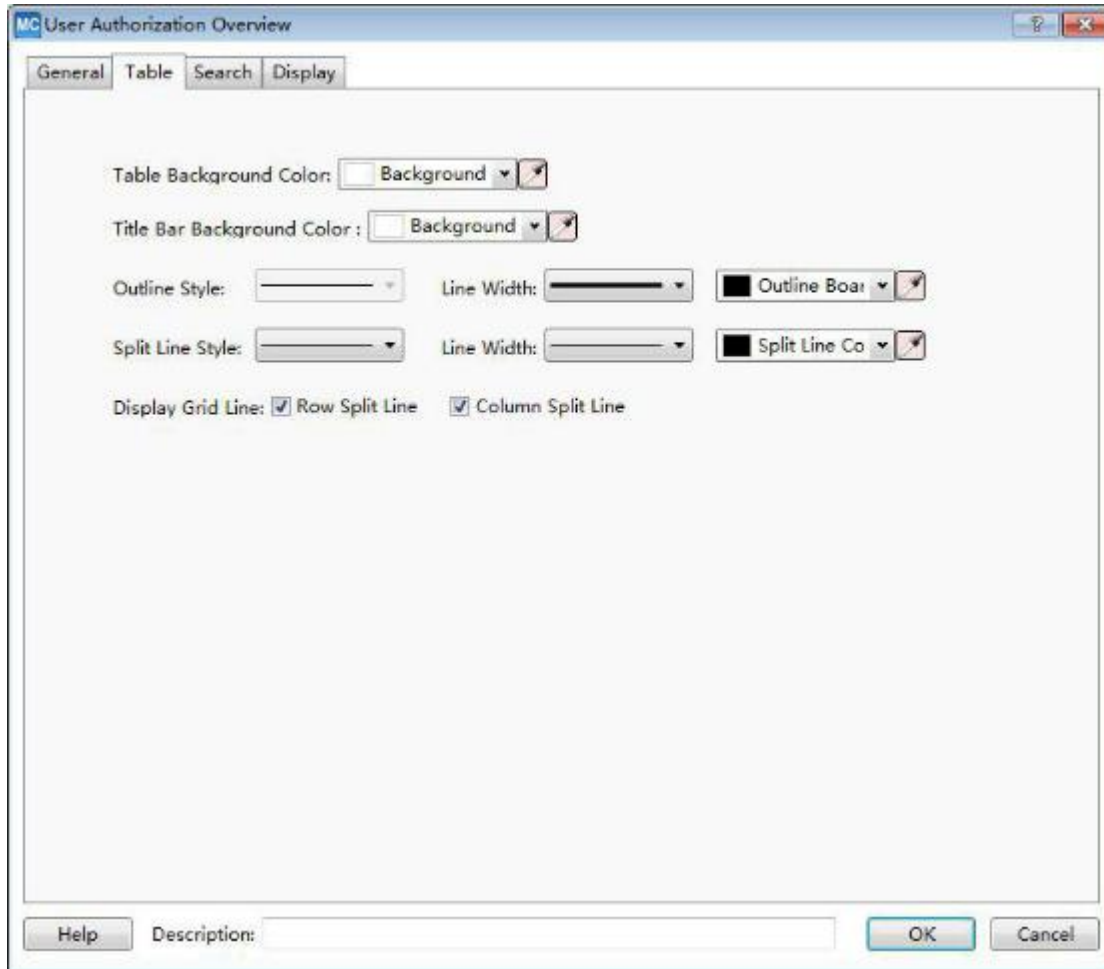 MC User Authorization Overview ?
General Table Search Display
Table Background Color: Background
Title Bar Background Color : Background
Outline Style: Line Width: Outline Boar
Split Line Style: Line Width: Split Line Co
Display Grid Line: Row Split Line Column Split Line
Help Description: OK Cancel